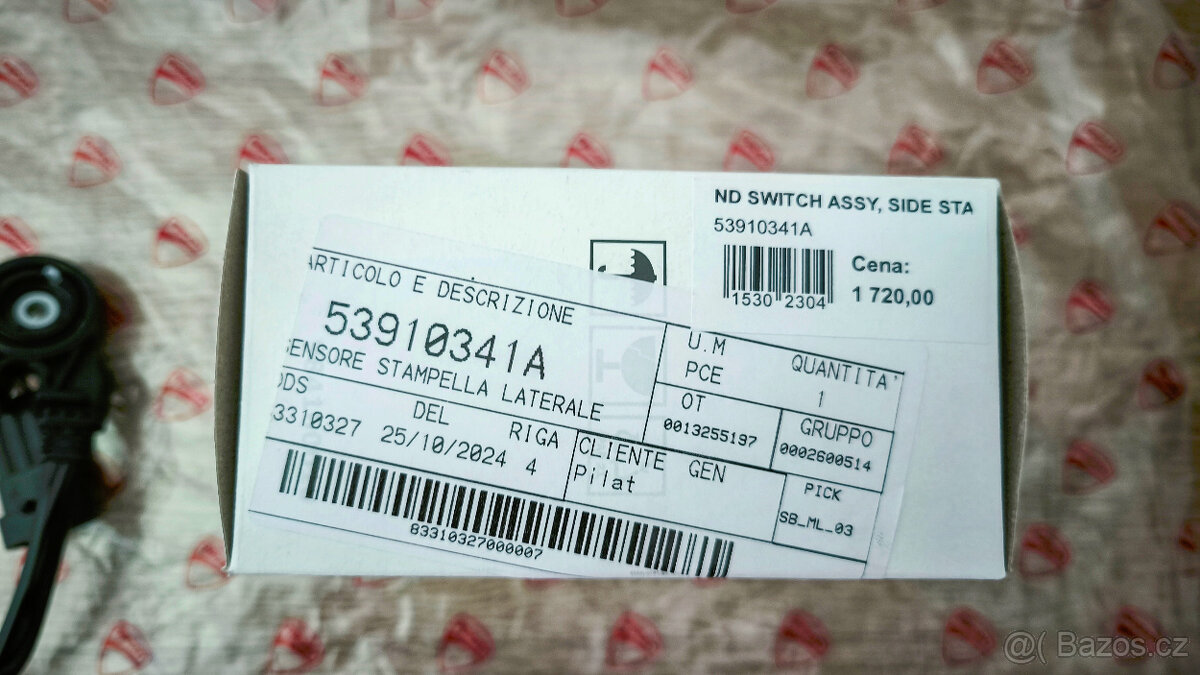 ND SWITCH ASSY, SIDE STA
53910341A
1530 2304
Cena:
1 720,00
ARTICOLO E DESCRIZIONE
53910341A
SENSORE STAMPELLA LATERALE
U.M
PCE
QUANTITA'
1
OT
0013255197
GRUPPO
0002600514
ODS
DEL
RIGA
3310327
25/10/2024
4
CLIENTE GEN
Pilat
PICK
SB_ML_03
83310327000007
@( Bazos.cz